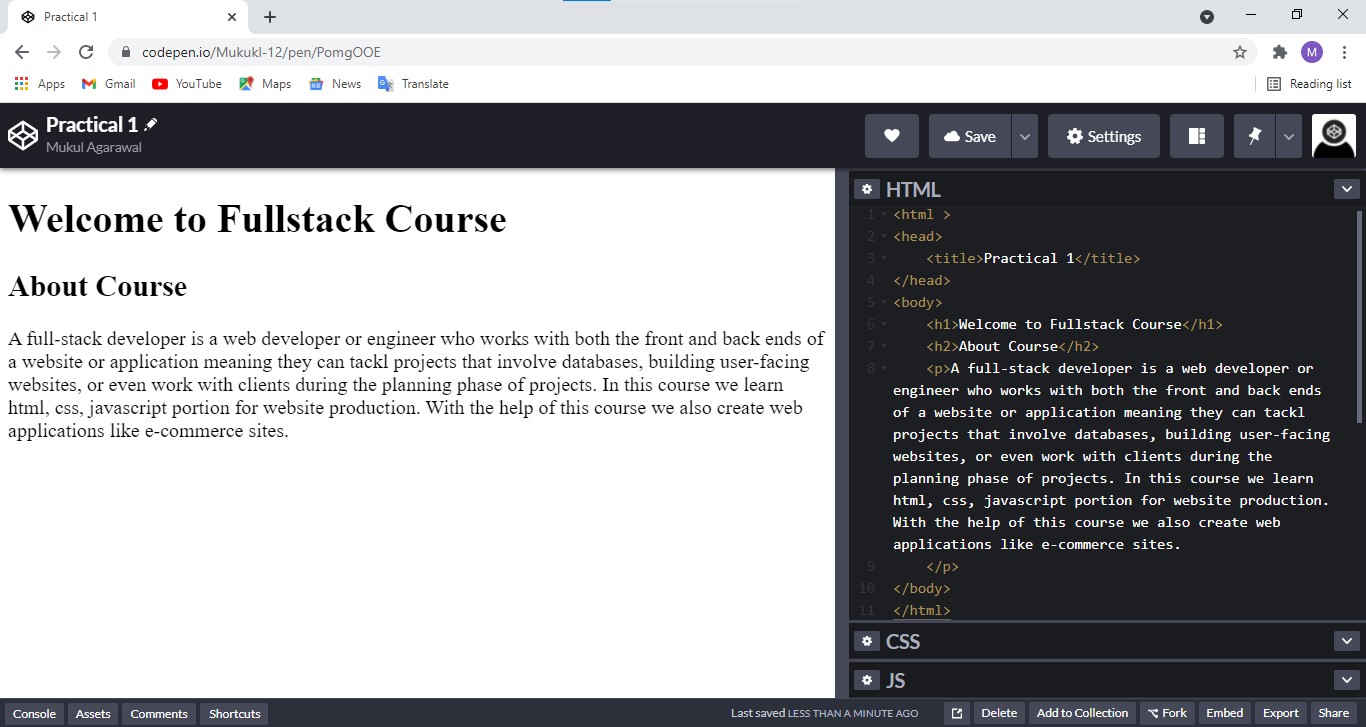 Practical 1
codepen.io/Mukukl-12/pen/PomgOOE
M
Apps Gmail YouTube Maps News Translate Reading list
Practical 1
Mukul Agarawal
Save Settings
Welcome to Fullstack Course
About Course
A full-stack developer is a web developer or engineer who works with both the front and back ends of
a website or application meaning they can tackl projects that involve databases, building user-facing
websites, or even work with clients during the planning phase of projects. In this course we learn
html, css, javascript portion for website production. With the help of this course we also create web
applications like e-commerce sites.
HTML
1 <html >
2 <head>
3 <title>Practical 1</title>
4 </head>
5 <body>
6 <h1>Welcome to Fullstack Course</h1>
7 <h2>About Course</h2>
8 <p>A full-stack developer is a web developer or
engineer who works with both the front and back ends
of a website or application meaning they can tackl
projects that involve databases, building user-facing
websites, or even work with clients during the
planning phase of projects. In this course we learn
html, css, javascript portion for website production.
With the help of this course we also create web
applications like e-commerce sites.
9 </p>
10 </body>
11 </html>
CSS
JS
Console Assets Comments Shortcuts Last saved LESS THAN A MINUTE AGO Delete Add to Collection Fork Embed Export Share